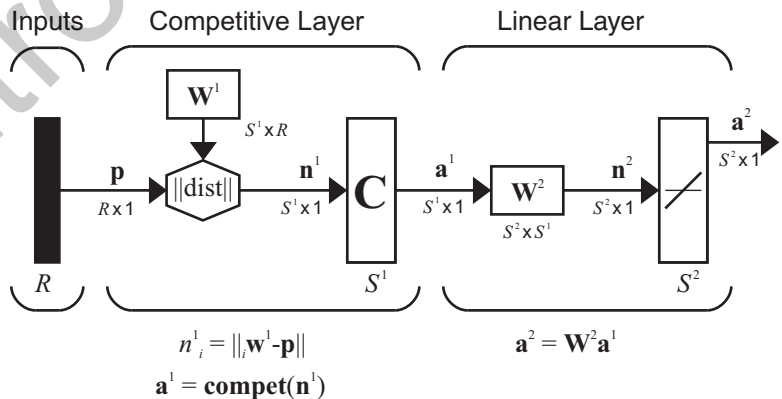 Inputs
Competitive Layer
Linear Layer
W¹
S¹ x R
p
R x 1
||dist||
n¹
S¹ x 1
C
a¹
S¹ x 1
W²
S² x S¹
n²
S² x 1
a²
S² x 1
R
S¹
S²
n¹ᵢ = ||ᵢw¹-p||
a¹ = compet(n¹)
a² = W²a¹